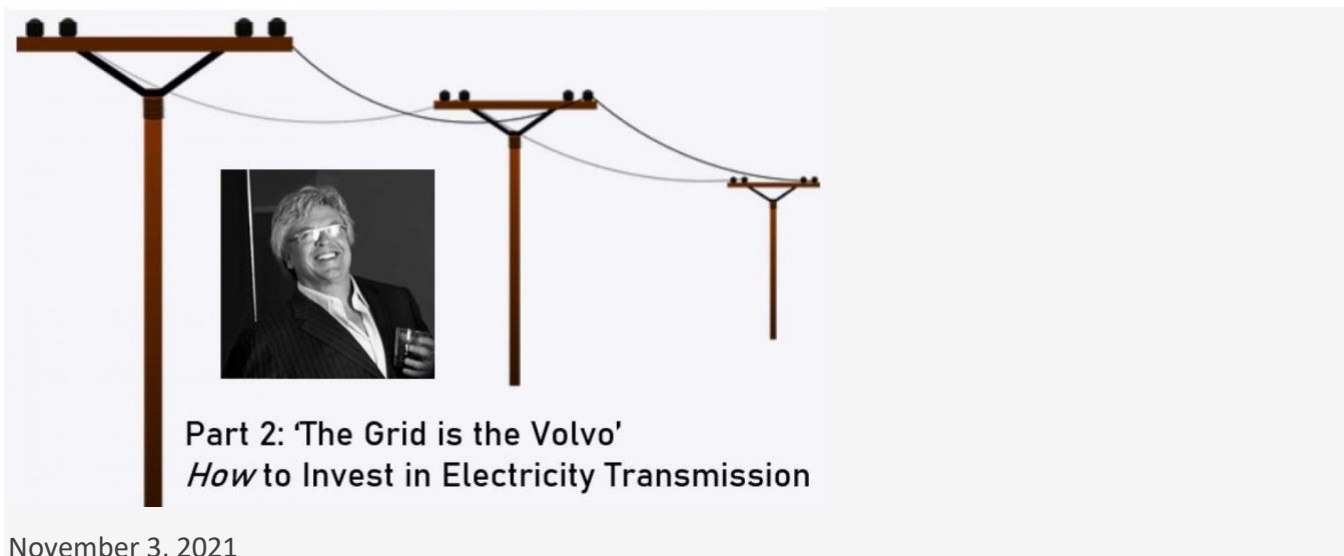 Part 2: ‘The Grid is the Volvo’
How to Invest in Electricity Transmission
November 3, 2021